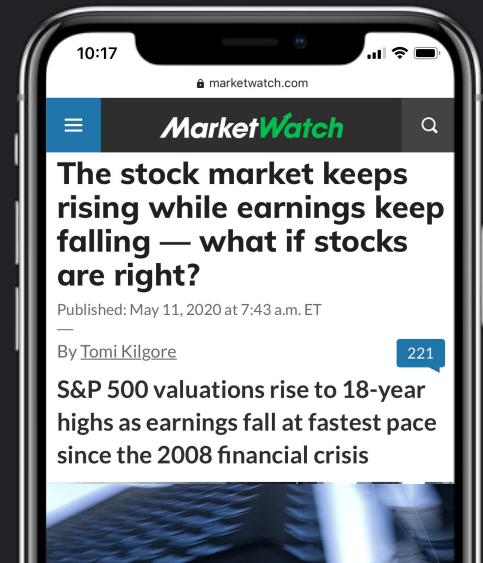 10:17
marketwatch.com
MarketWatch
The stock market keeps
rising while earnings keep
falling — what if stocks
are right?
Published: May 11, 2020 at 7:43 a.m. ET
By Tomi Kilgore
221
S&P 500 valuations rise to 18-year
highs as earnings fall at fastest pace
since the 2008 financial crisis